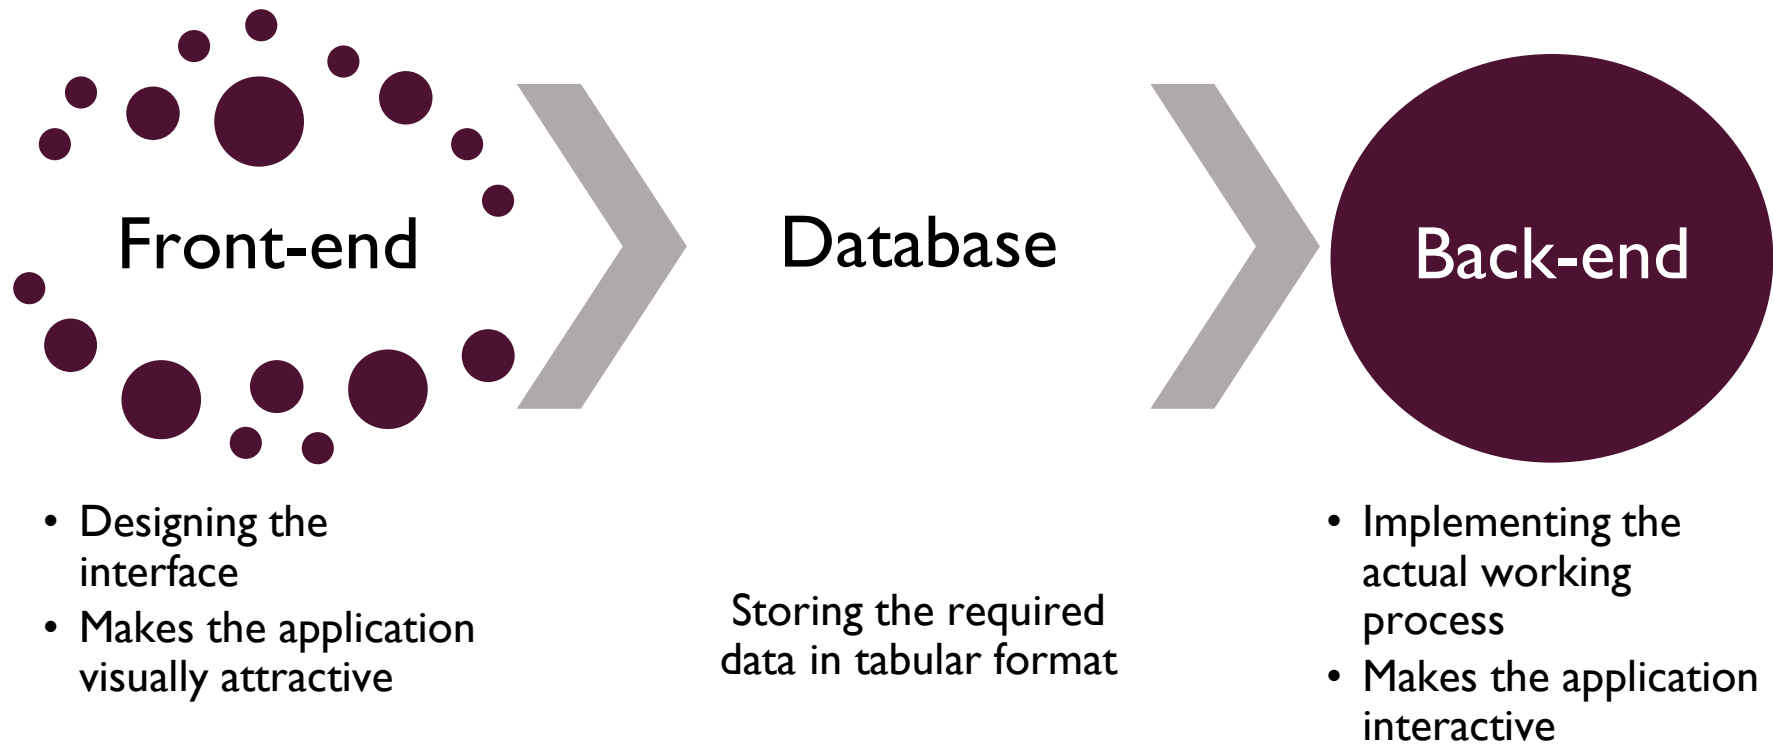 Front-end
Database
Back-end
• Designing the
interface
• Makes the application
visually attractive
Storing the required
data in tabular format
• Implementing the
actual working
process
• Makes the application
interactive